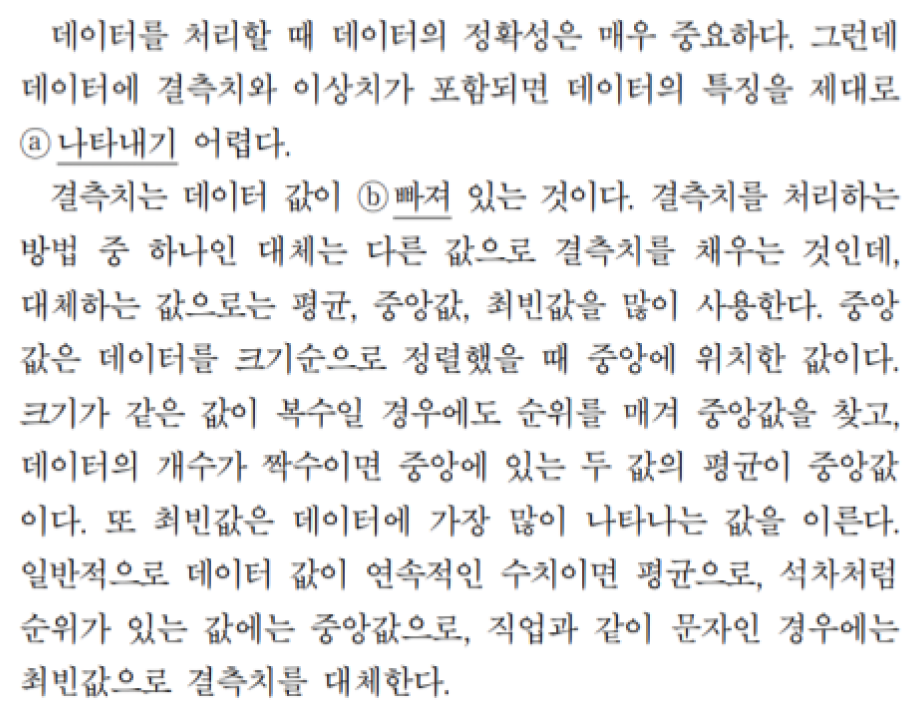 데이터를 처리할 때 데이터의 정확성은 매우 중요하다. 그런데
데이터에 결측치와 이상치가 포함되면 데이터의 특징을 제대로
ⓐ나타내기 어렵다.
결측치는 데이터 값이 ⓑ빠져 있는 것이다. 결측치를 처리하는
방법 중 하나인 대체는 다른 값으로 결측치를 채우는 것인데,
대체하는 값으로는 평균, 중앙값, 최빈값을 많이 사용한다. 중앙
값은 데이터를 크기순으로 정렬했을 때 중앙에 위치한 값이다.
크기가 같은 값이 복수일 경우에도 순위를 매겨 중앙값을 찾고,
데이터의 개수가 짝수이면 중앙에 있는 두 값의 평균이 중앙값
이다. 또 최빈값은 데이터에 가장 많이 나타나는 값을 이른다.
일반적으로 데이터 값이 연속적인 수치이면 평균으로, 석차처럼
순위가 있는 값에는 중앙값으로, 직업과 같이 문자인 경우에는
최빈값으로 결측치를 대체한다.